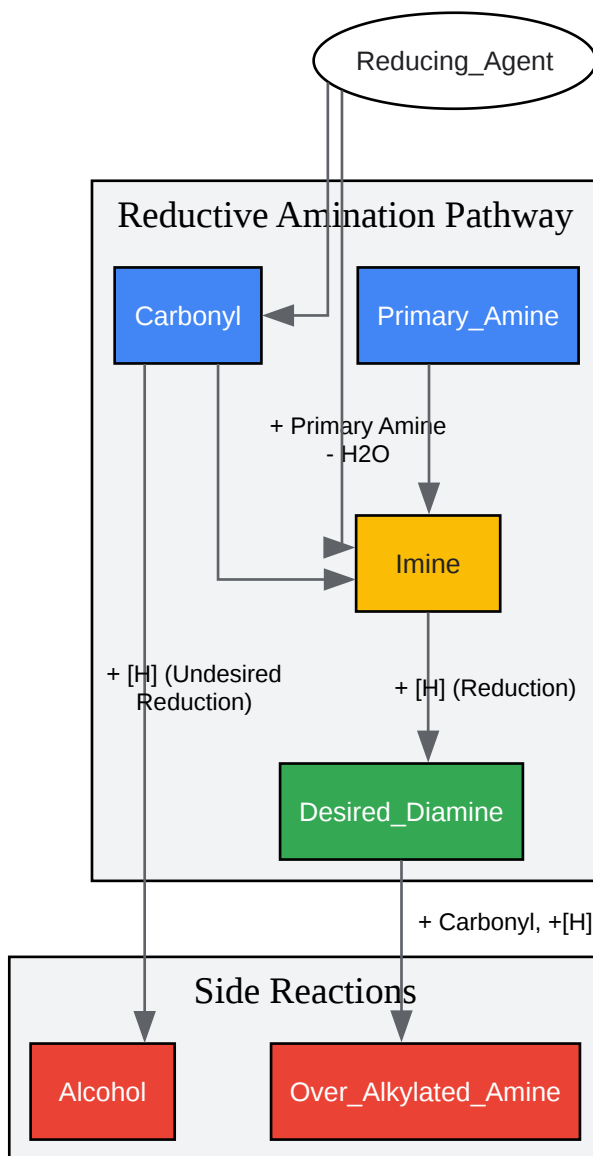 Reducing_Agent
Reductive Amination Pathway
Carbonyl
Primary_Amine
+ Primary Amine
- H2O
Imine
+ [H] (Undesired
Reduction)
+ [H] (Reduction)
Desired_Diamine
+ Carbonyl, +[H]
Side Reactions
Alcohol
Over_Alkylated_Amine